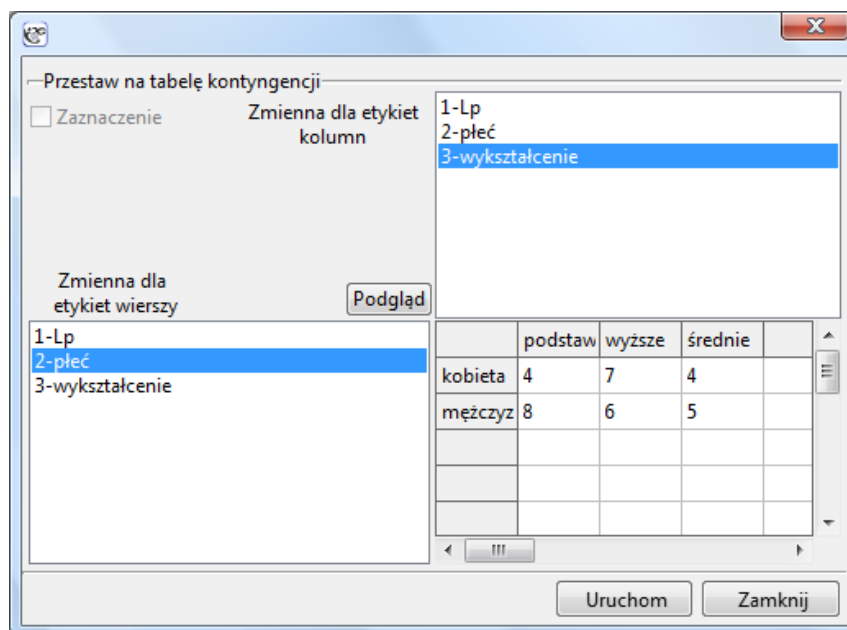 Przestaw na tabelę kontyngencji
Zaznaczenie
Zmienna dla etykiet
kolumn
1-Lp
2-płeć
3-wykształcenie
Zmienna dla
etykiet wierszy
Podgląd
1-Lp
2-płeć
3-wykształcenie
podstaw wyższe średnie
kobieta 4 7 4
mężczyz 8 6 5
Uruchom Zamknij